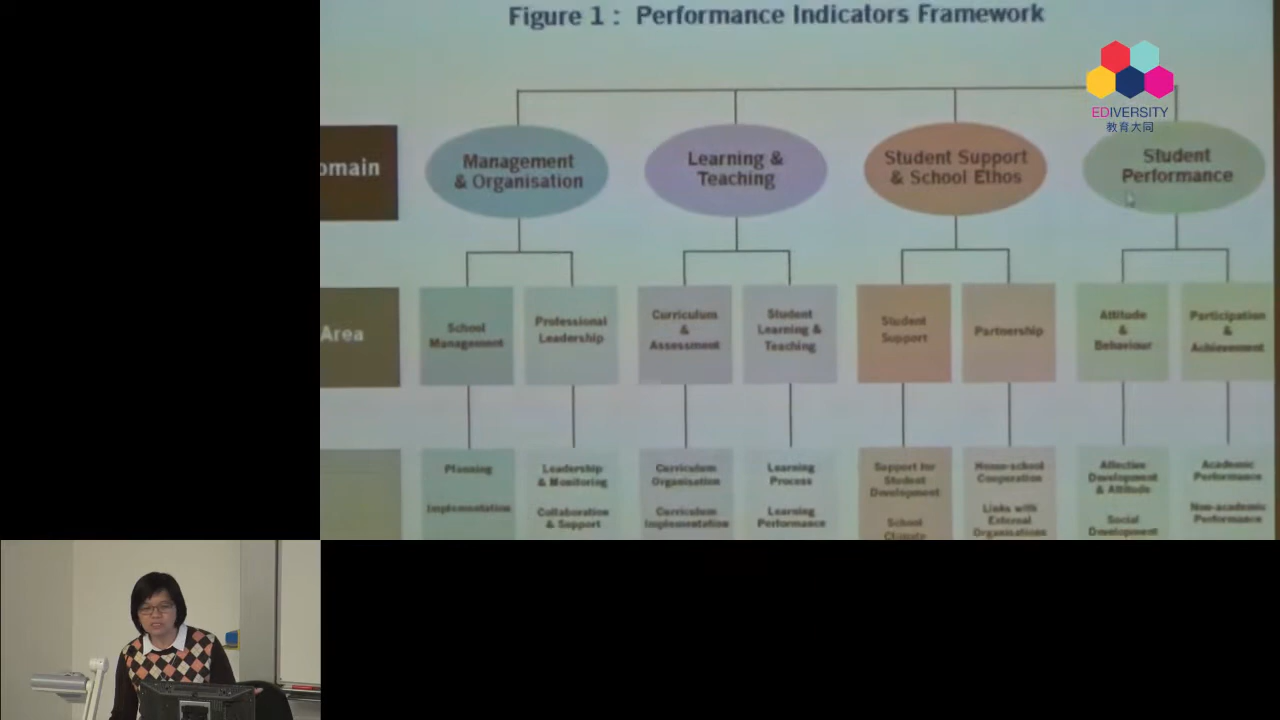 Figure 1 : Performance Indicators Framework
EDIVERSITY
教育大同
omain
Management
& Organisation
Learning &
Teaching
Student Support
& School Ethos
Student
Performance
Area
School
Management
Professional
Leadership
Curriculum
&
Assessment
Student
Learning &
Teaching
Student
Support
Partnership
Attitude
&
Behaviour
Participation
&
Achievement
Planning
Implementation
Leadership
& Monitoring
Collaboration
& Support
Curriculum
Organisation
Curriculum
Implementation
Learning
Process
Learning
Performance
Support for
Student
Development
School
Climate
Home-school
Cooperation
Links with
External
Organisations
Affective
Development
& Attitude
Social
Development
Academic
Performance
Non-academic
Performance